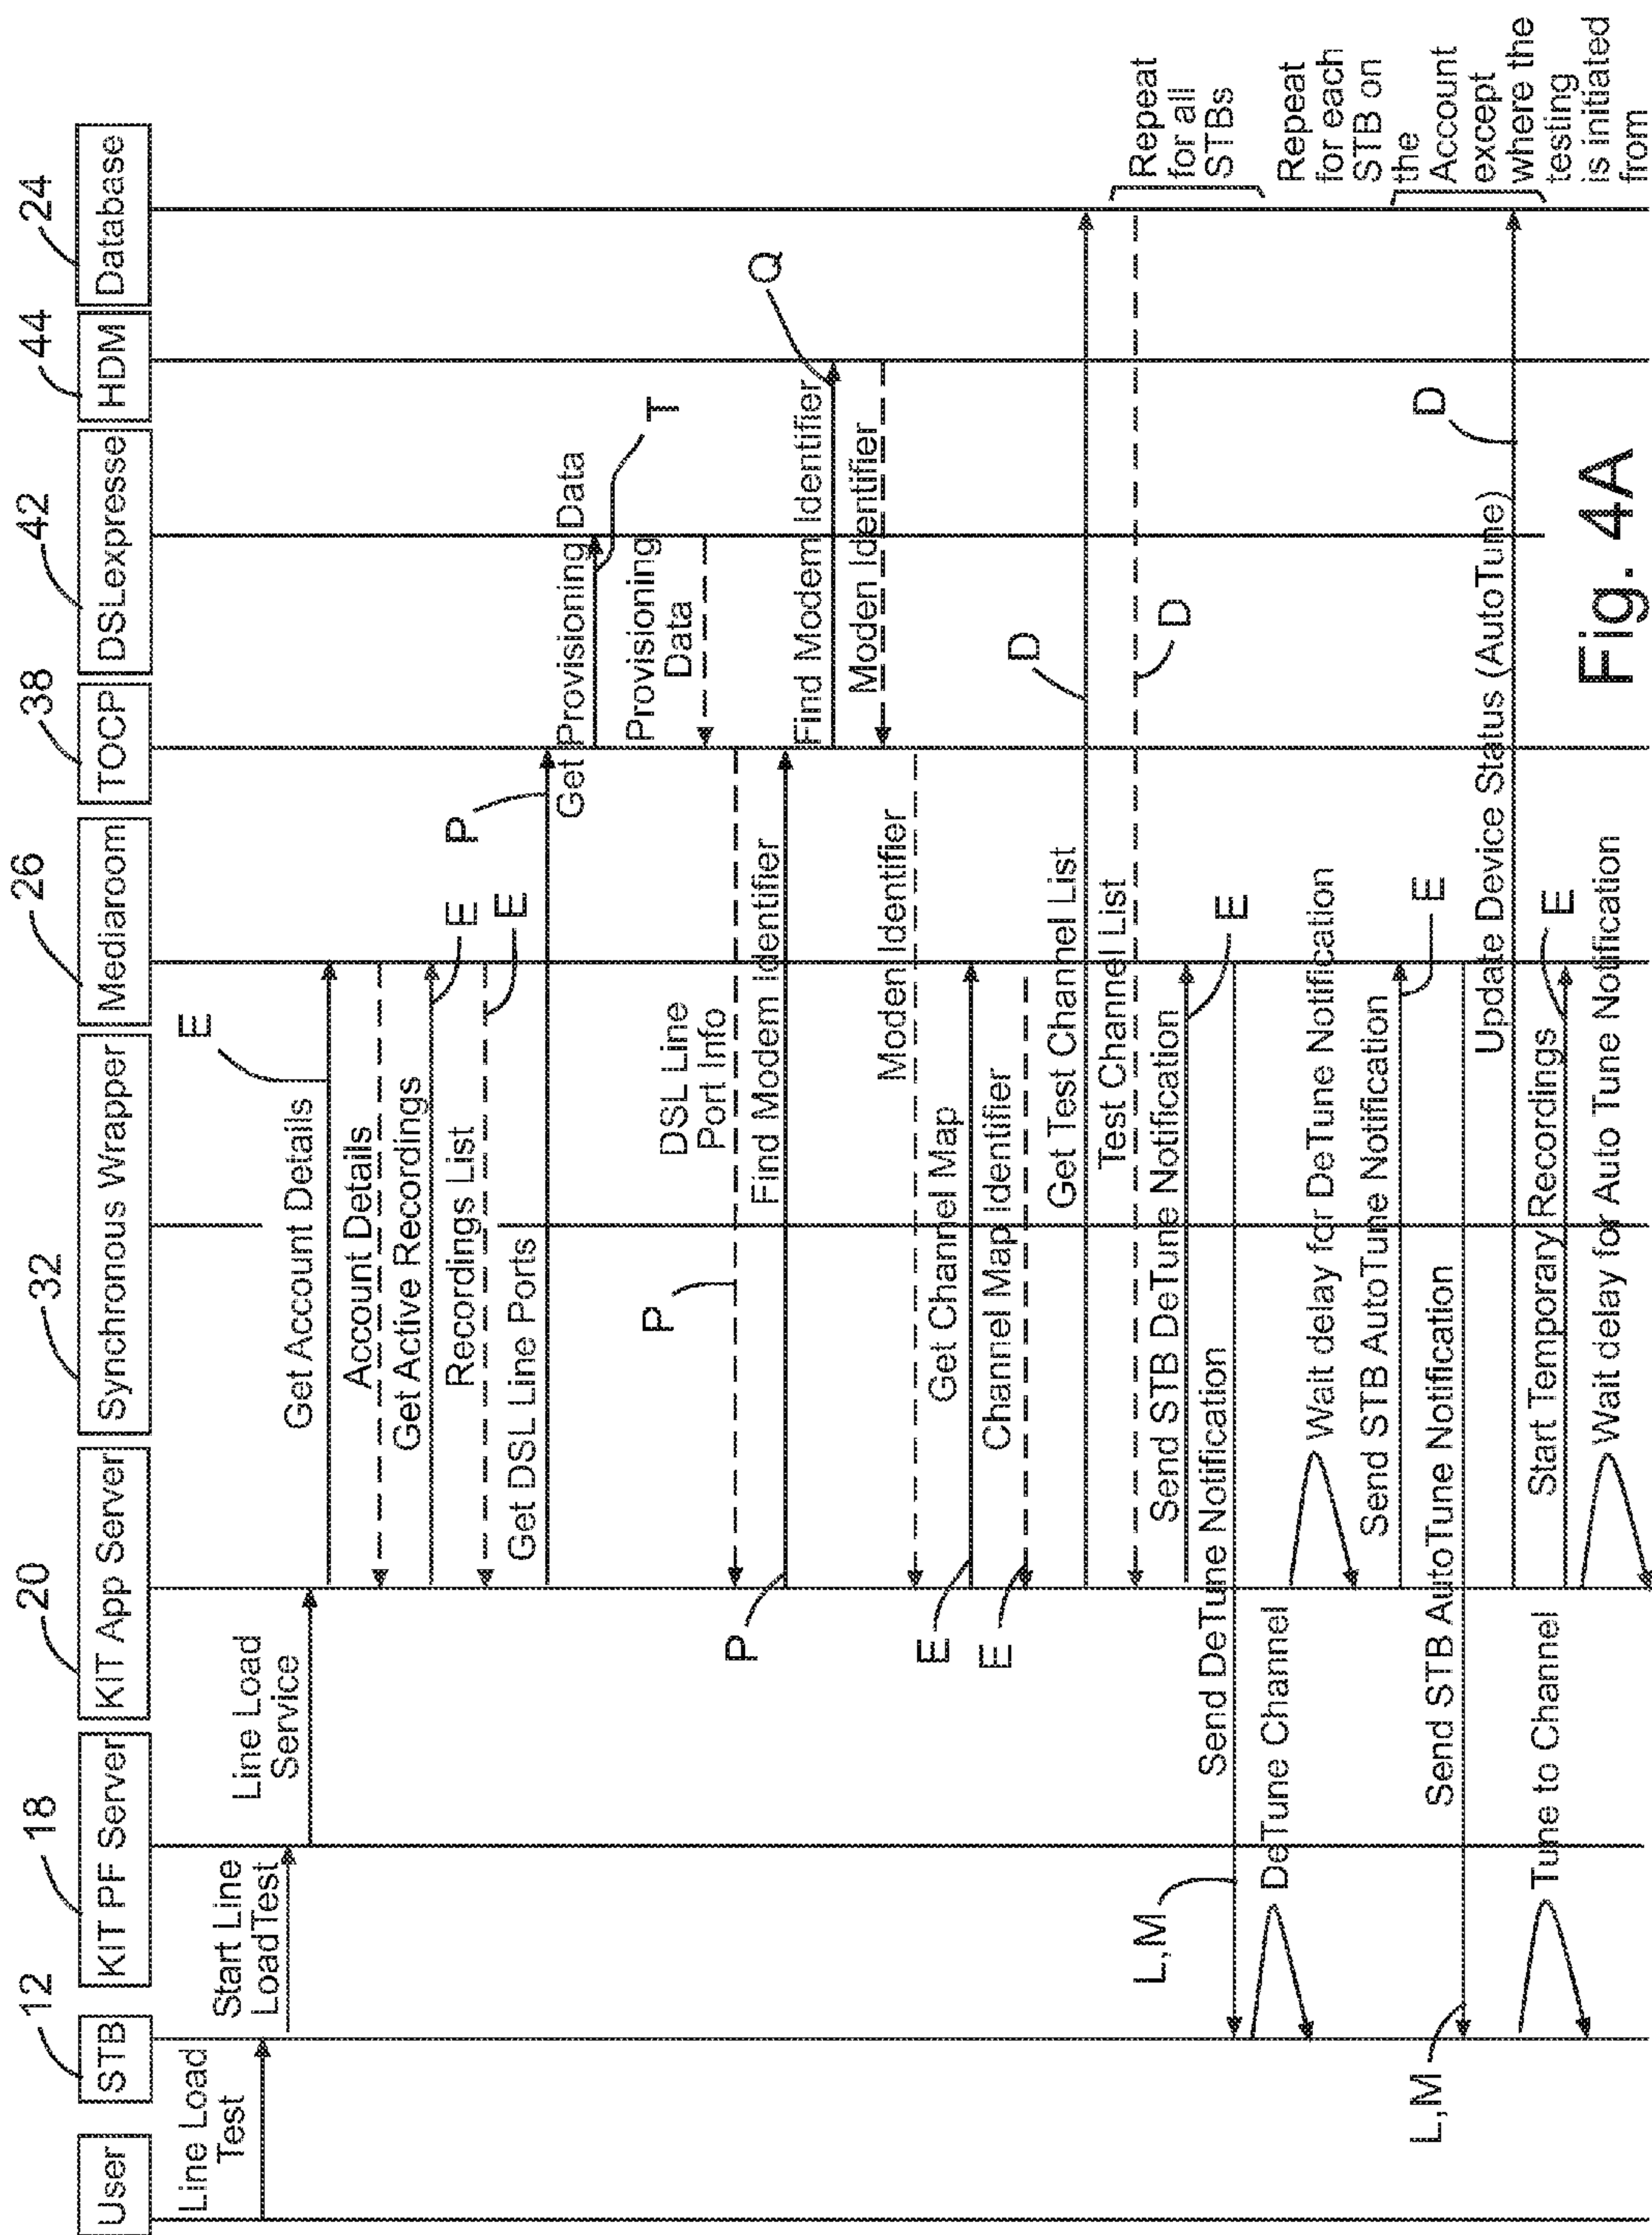 12
18
20
32
26
38
42
44
24
User
STB
KIT PF Server
KIT App Server
Synchronous Wrapper
Mediaroom
TOCP
DSLexpresse
HDM
Database
Line Load
Test
Start Line
LoadTest
Line Load
Service
E
Get Account Details
Account Details
Get Active Recordings
E
Recordings List
E
Get DSL Line Ports
P
Get Provisioning Data
T
Provisioning
Data
DSL Line
Port Info
P
Find Modem Identifier
P
Find Modem Identifier
Q
Moden Identifier
Moden Identifier
Get Channel Map
E
Channel Map Identifier
E
Get Test Channel List
D
Test Channel List
D
Send STB DeTune Notification
E
Repeat
for all
STBs
Send DeTune Notification
L,M
DeTune Channel
Wait delay for DeTune Notification
Send STB AutoTune Notification
E
Send STB AutoTune Notification
L,M
Update Device Status (AutoTune)
D
Repeat
for each
STB on
the
Account
except
where the
testing
is initiated
from
Start Temporary Recordings
E
Tune to Channel
Wait delay for Auto Tune Notification
Fig. 4A